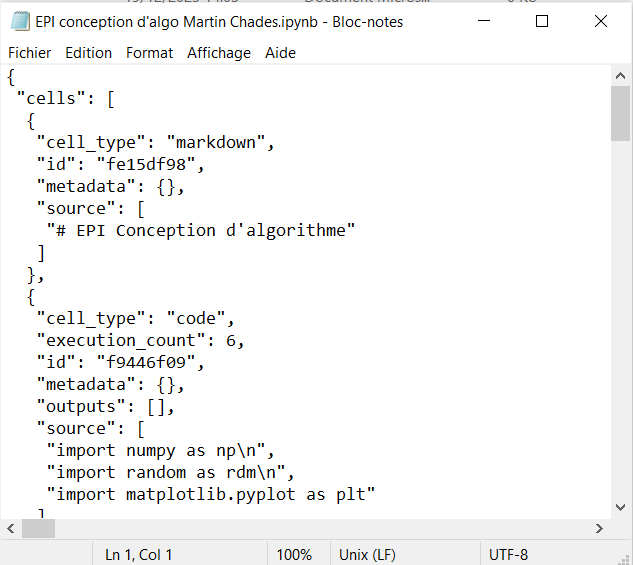 EPI conception d'algo Martin Chades.ipynb - Bloc-notes
Fichier Edition Format Affichage Aide
{
 "cells": [
  {
   "cell_type": "markdown",
   "id": "fe15df98",
   "metadata": {},
   "source": [
    "# EPI Conception d'algorithme"
   ]
  },
  {
   "cell_type": "code",
   "execution_count": 6,
   "id": "f9446f09",
   "metadata": {},
   "outputs": [],
   "source": [
    "import numpy as np\n",
    "import random as rdm\n",
    "import matplotlib.pyplot as plt"
   ]
Ln 1, Col 1 100% Unix (LF) UTF-8